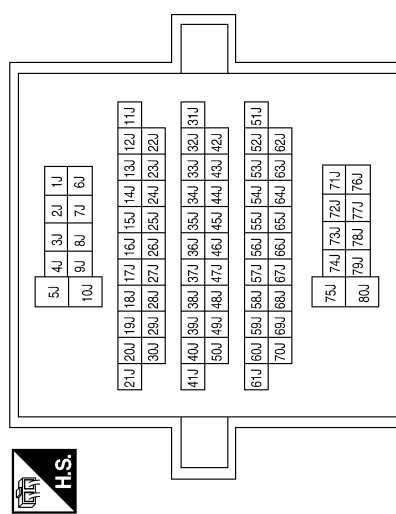 H.S.
5J 4J 3J 2J 1J
10J 9J 8J 7J 6J
21J 20J 19J 18J 17J 16J 15J 14J 13J 12J 11J
30J 29J 28J 27J 26J 25J 24J 23J 22J
41J 40J 39J 38J 37J 36J 35J 34J 33J 32J 31J
50J 49J 48J 47J 46J 45J 44J 43J 42J
61J 60J 59J 58J 57J 56J 55J 54J 53J 52J 51J
70J 69J 68J 67J 66J 65J 64J 63J 62J
75J 74J 73J 72J 71J
80J 79J 78J 77J 76J